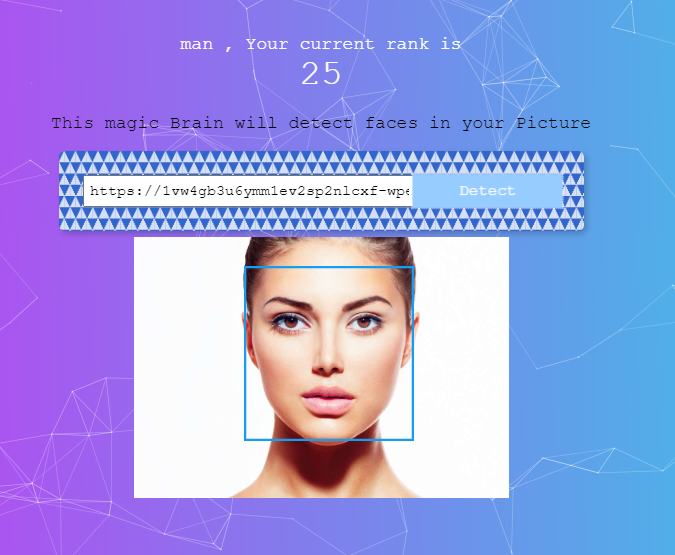 man , Your current rank is
25
This magic Brain will detect faces in your Picture
https://1vw4gb3u6ymm1ev2sp2nlcxf-wpe
Detect